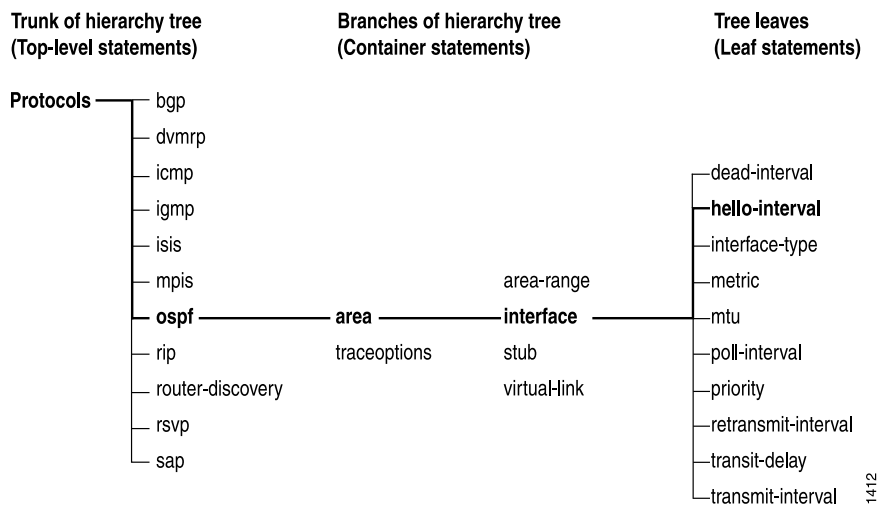 Trunk of hierarchy tree
(Top-level statements)
Branches of hierarchy tree
(Container statements)
Tree leaves
(Leaf statements)
Protocols
bgp
dvmrp
icmp
igmp
isis
mpis
ospf
rip
router-discovery
rsvp
sap
area
traceoptions
area-range
interface
stub
virtual-link
dead-interval
hello-interval
interface-type
metric
mtu
poll-interval
priority
retransmit-interval
transit-delay
transmit-interval
1412